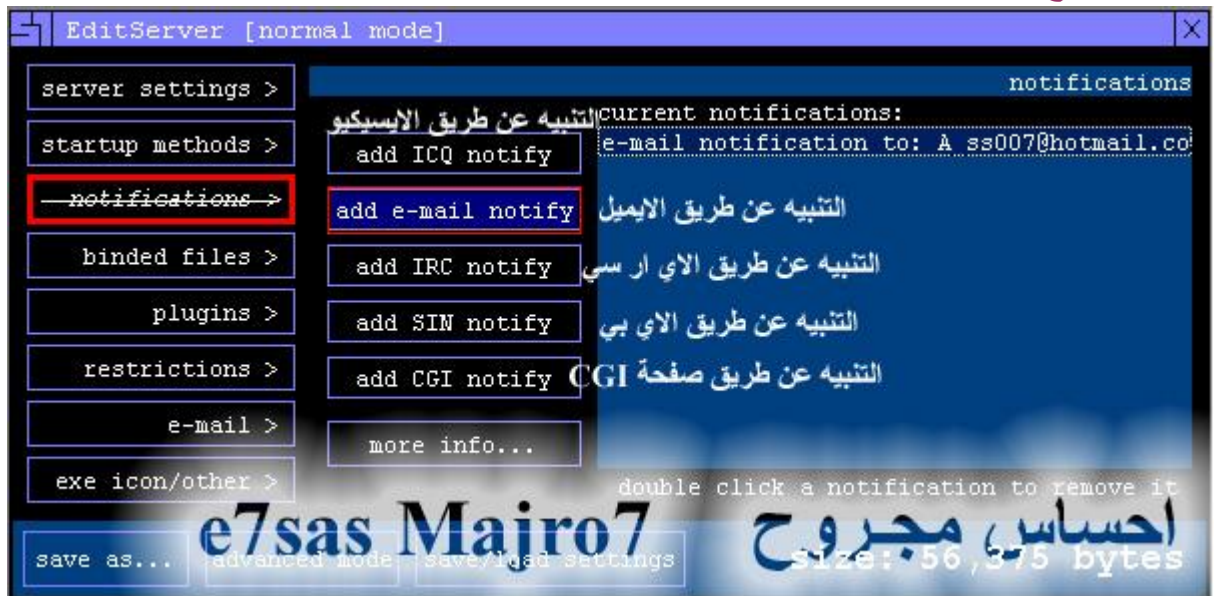 EditServer [normal mode]
server settings >
notifications
current notifications:
التنبيه عن طريق الايسيكيو
startup methods >
add ICQ notify
e-mail notification to: A_ss007@hotmail.co
notifications >
add e-mail notify
التنبيه عن طريق الايميل
binded files >
add IRC notify
التنبيه عن طريق الاي ار سي
plugins >
add SIN notify
التنبيه عن طريق الاي بي
restrictions >
add CGI notify
التنبيه عن طريق صفحة CGI
e-mail >
more info...
exe icon/other >
double click a notification to remove it
e7sas Majro7
احساس مجروح
save as...
advanced mode
save/load settings
size: 56,375 bytes